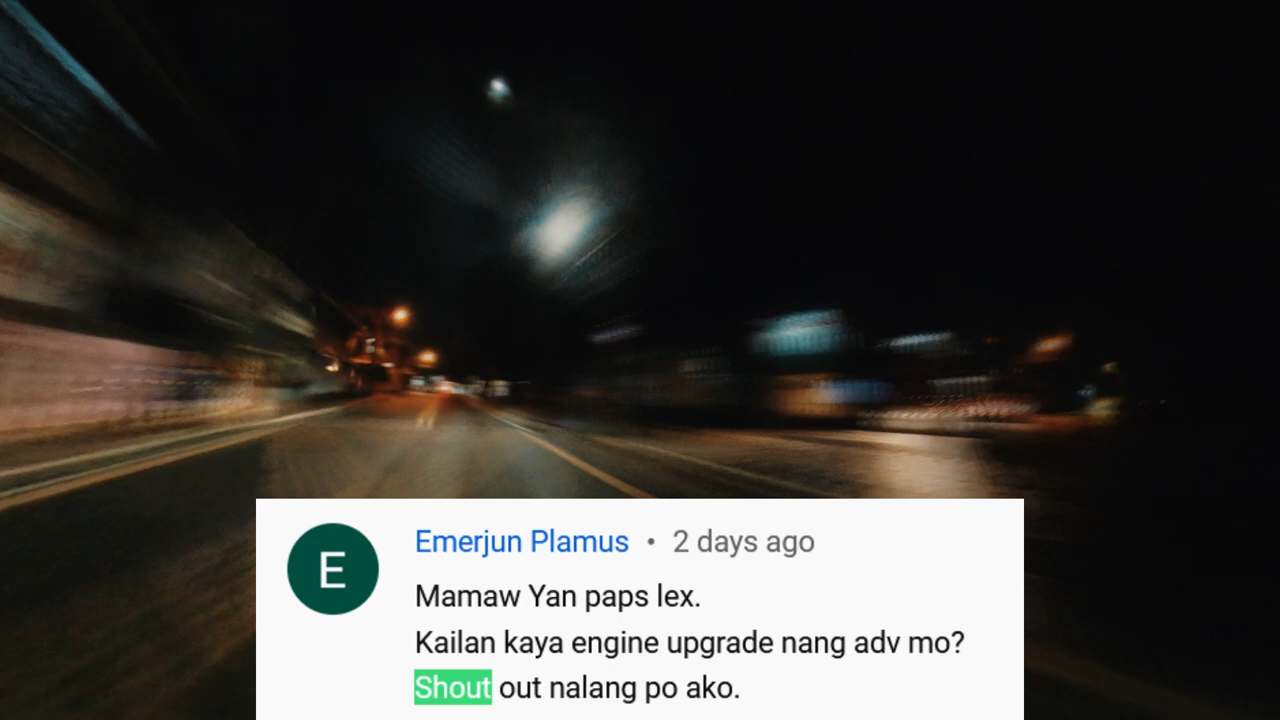 E
Emerjun Plamus • 2 days ago
Mamaw Yan paps lex.
Kailan kaya engine upgrade nang adv mo?
Shout out nalang po ako.